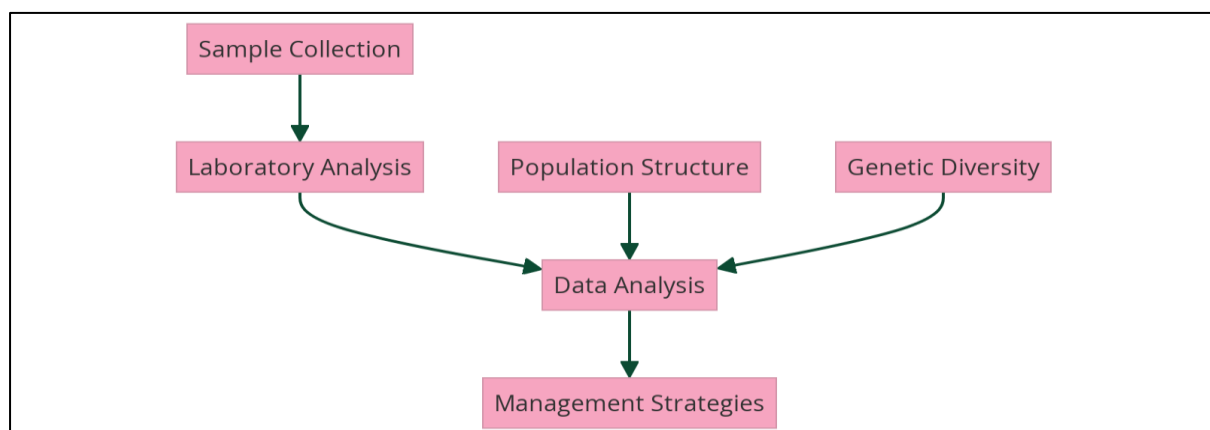 Sample Collection
Laboratory Analysis
Population Structure
Genetic Diversity
Data Analysis
Management Strategies